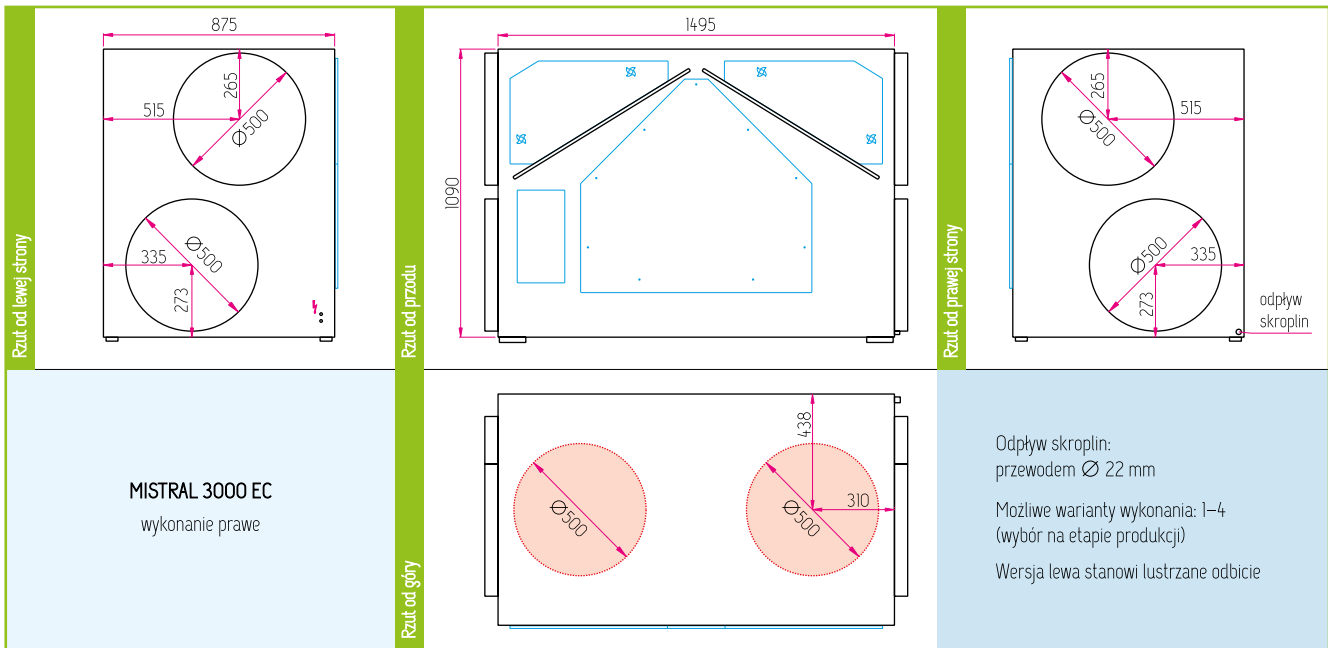 Rzut od lewej strony
875
265
515
Ø500
Ø500
335
273
Rzut od przodu
1495
1090
Rzut od prawej strony
265
515
Ø500
Ø500
335
273
odpływ
skroplin
MISTRAL 3000 EC
wykonanie prawe
Rzut od góry
438
310
Ø500
Ø500
Odpływ skroplin:
przewodem Ø 22 mm
Możliwe warianty wykonania: 1–4
(wybór na etapie produkcji)
Wersja lewa stanowi lustrzane odbicie